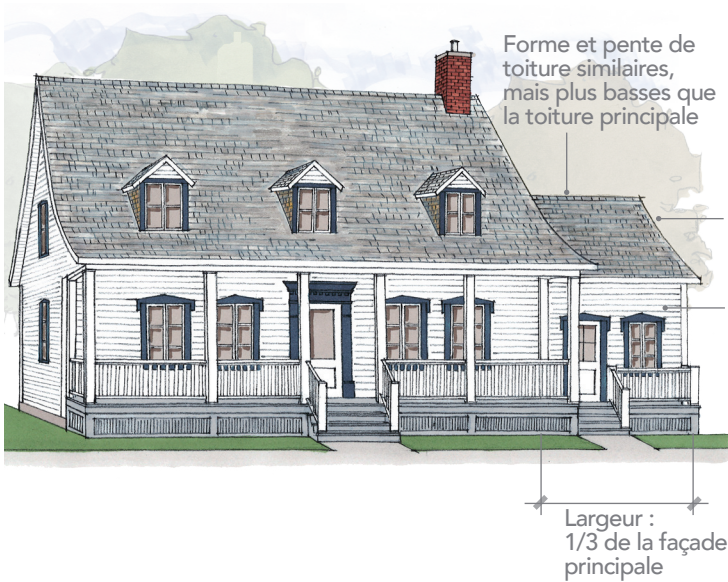 Forme et pente de
toiture similaires,
mais plus basses que
la toiture principale
Largeur :
1/3 de la façade
principale